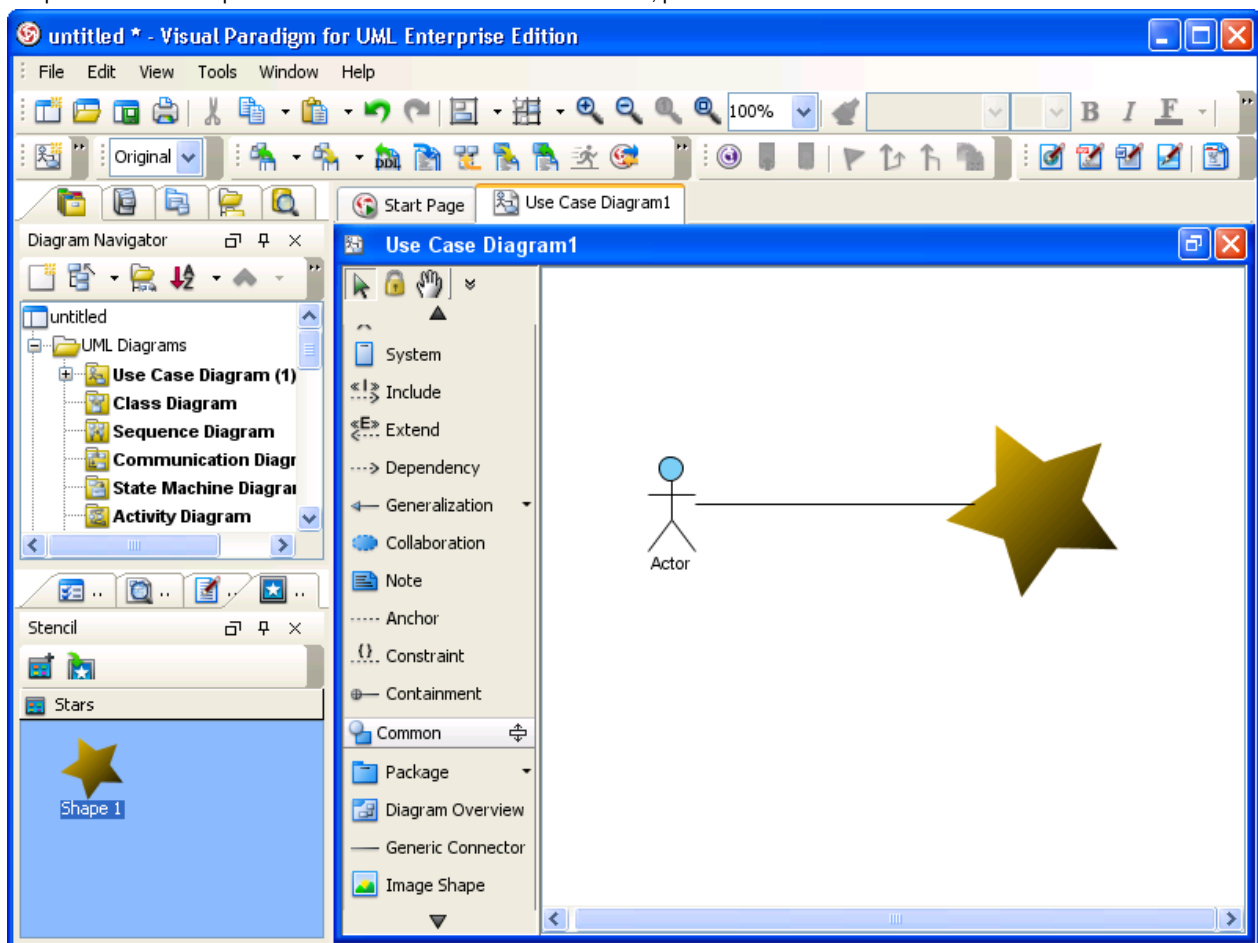 untitled * - Visual Paradigm for UML Enterprise Edition
File Edit View Tools Window Help
100%
B I F
Original
DDL
Start Page
Use Case Diagram1
Diagram Navigator
Use Case Diagram1
untitled
UML Diagrams
Use Case Diagram (1)
Class Diagram
Sequence Diagram
Communication Diagr
State Machine Diagra
Activity Diagram
Stencil
Stars
Shape 1
System
«I» Include
«E» Extend
Dependency
Generalization
Collaboration
Note
Anchor
{} Constraint
Containment
Common
Package
Diagram Overview
Generic Connector
Image Shape
Actor